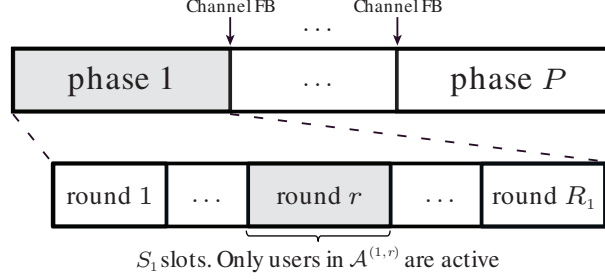 Channel FB ... Channel FB
phase 1 ... phase P
round 1 ... round r ... round R₁
S₁ slots. Only users in 𝒜^(1,r) are active